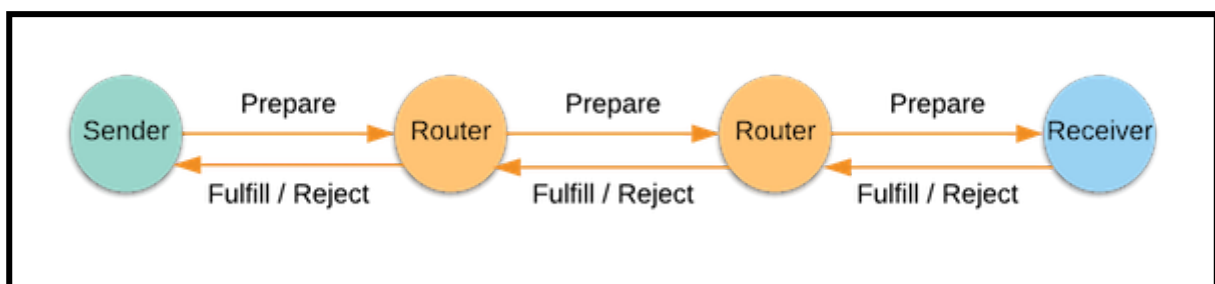 Prepare Prepare Prepare
Sender Router Router Receiver
Fulfill / Reject Fulfill / Reject Fulfill / Reject